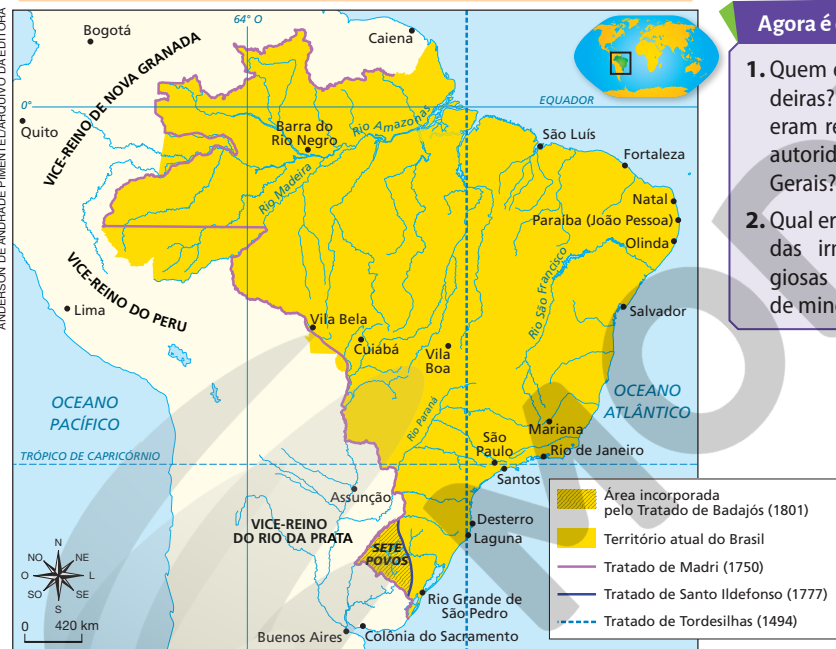 ANDERSON DE ANDRADE PIMENTEL/ARQUIVO DA EDITORA
64° O
Bogotá
Caiena
VICE-REINO DE NOVA GRANADA
0°
EQUADOR
Quito
Barra do
Rio Negro
Rio Amazonas
Rio Madeira
São Luís
Fortaleza
Natal
Paraíba (João Pessoa)
Olinda
Rio São Francisco
VICE-REINO DO PERU
Lima
Salvador
Vila Bela
Cuiabá
Vila
Boa
OCEANO
PACÍFICO
OCEANO
ATLÂNTICO
Rio Paraná
Mariana
São
Paulo
Rio de Janeiro
TRÓPICO DE CAPRICÓRNIO
Santos
Assunção
VICE-REINO
DO RIO DA PRATA
SETE
POVOS
Desterro
Laguna
Rio Grande de
São Pedro
Buenos Aires
Colônia do Sacramento
N
NO
NE
O
L
SO
SE
S
0
420 km
Área incorporada
pelo Tratado de Badajós (1801)
Território atual do Brasil
Tratado de Madri (1750)
Tratado de Santo Ildefonso (1777)
Tratado de Tordesilhas (1494)
Agora é
1. Quem
deiras?
eram
autorid
Gerais?
2. Qual er
das irm
giosas
de min
MO